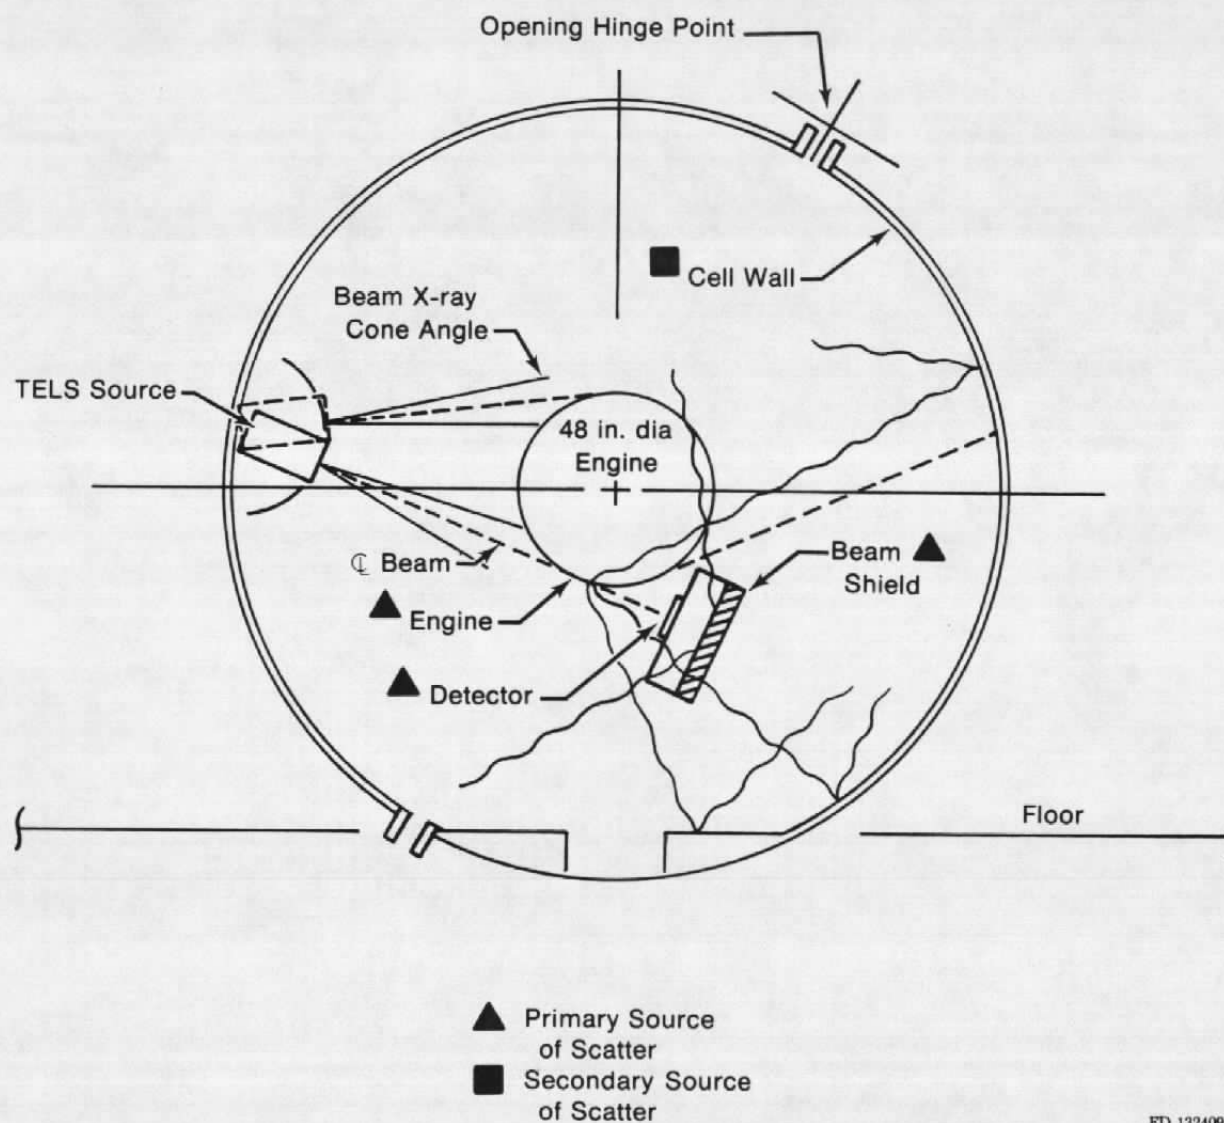 Opening Hinge Point
Cell Wall
Beam X-ray
Cone Angle
TELS Source
48 in. dia
Engine
℄ Beam
Beam
Shield
Engine
Detector
Floor
Primary Source
of Scatter
Secondary Source
of Scatter